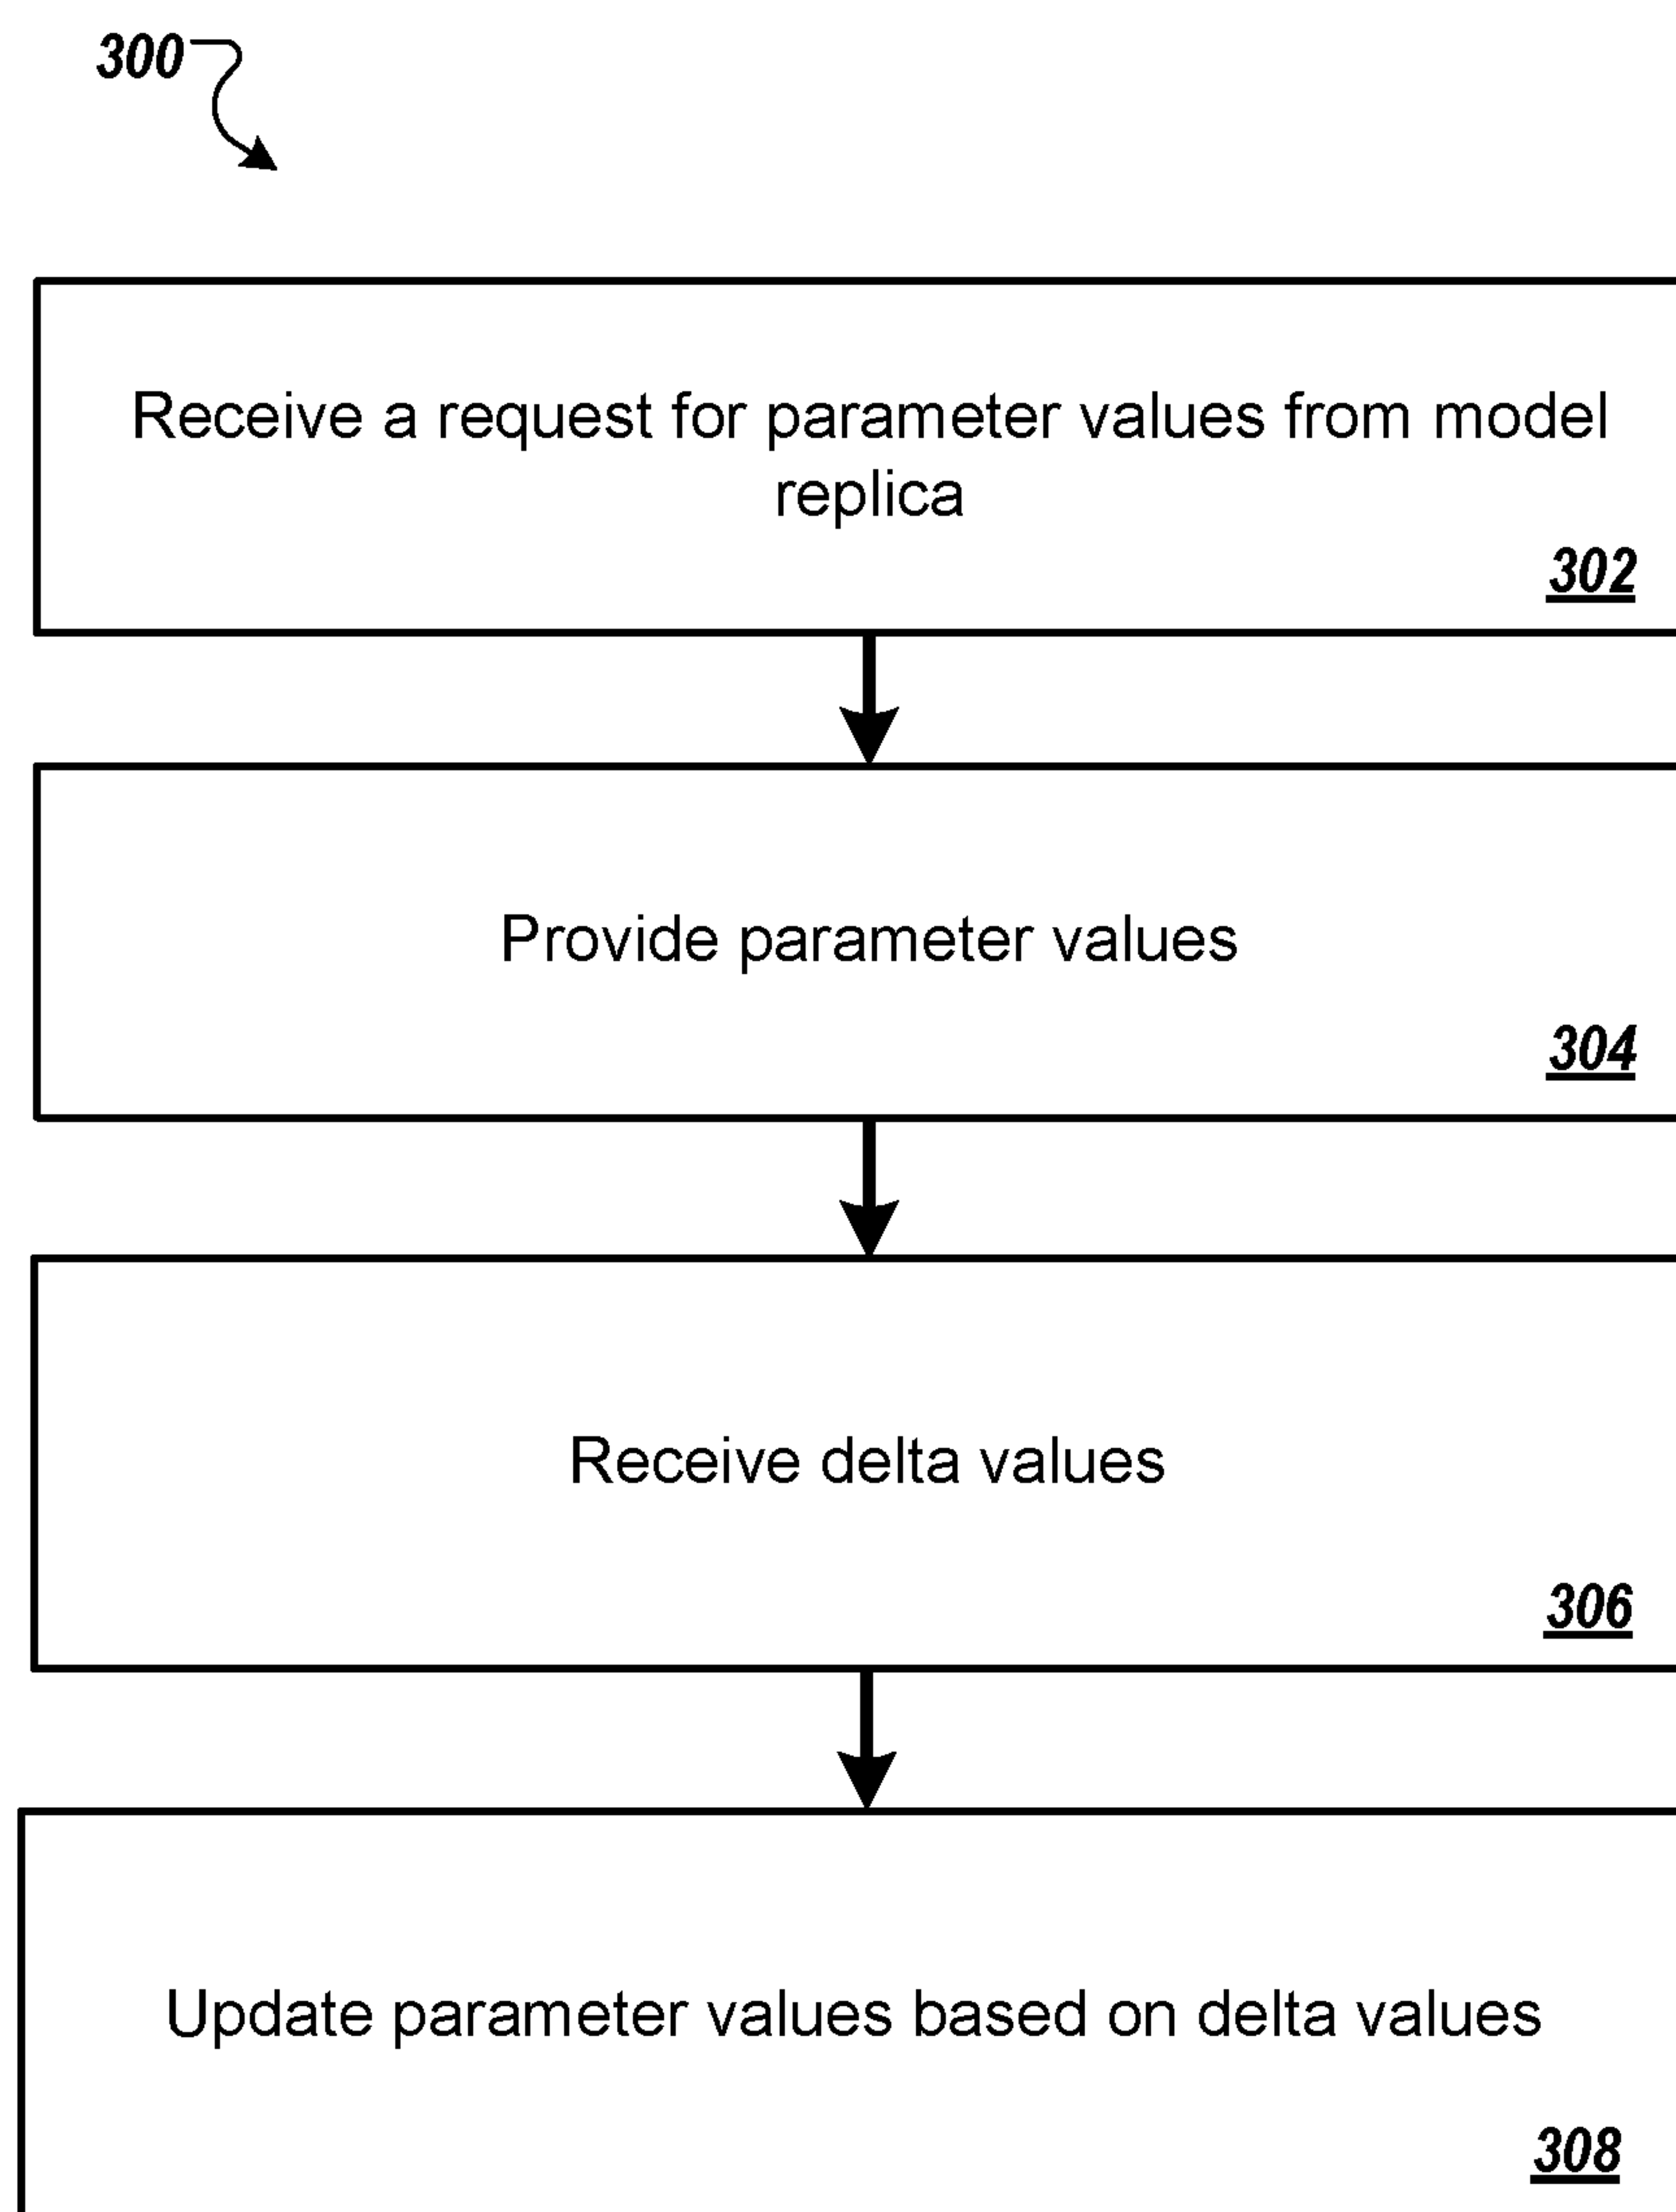 300
Receive a request for parameter values from model
replica
302
Provide parameter values
304
Receive delta values
306
Update parameter values based on delta values
308